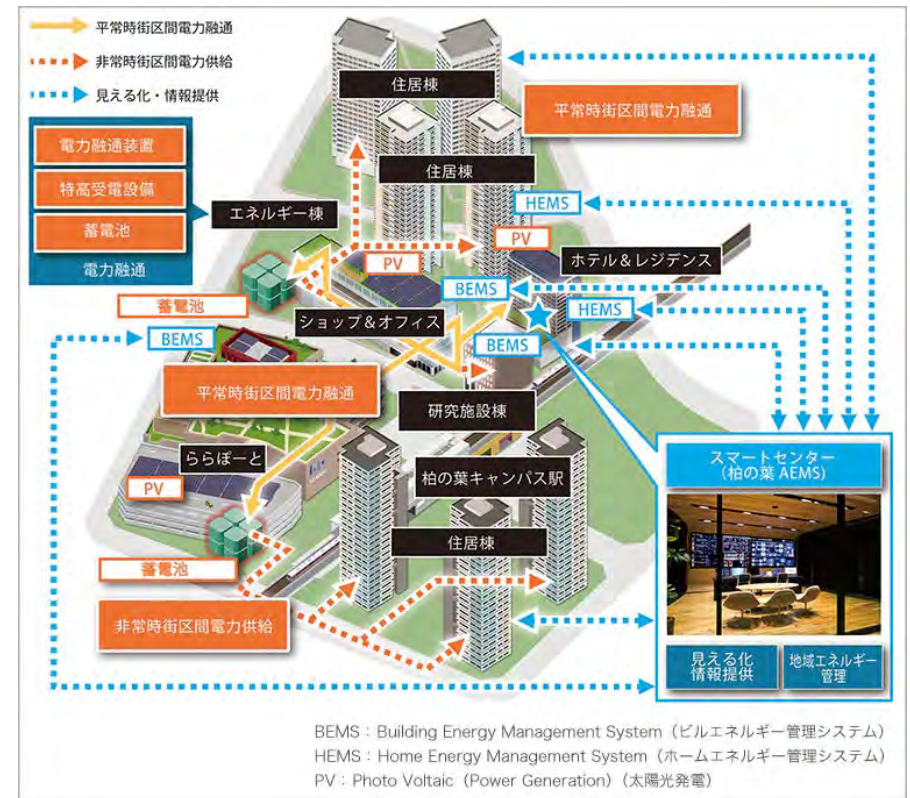 平常時街区間電力融通
非常時街区間電力供給
見える化・情報提供
電力融通装置
特高受電設備
蓄電池
電力融通
住居棟
平常時街区間電力融通
住居棟
HEMS
エネルギー棟
PV
PV
ホテル＆レジデンス
BEMS
蓄電池
ショップ＆オフィス
HEMS
BEMS
BEMS
平常時街区間電力融通
研究施設棟
ららぽーと
柏の葉キャンパス駅
PV
住居棟
蓄電池
非常時街区間電力供給
スマートセンター
（柏の葉 AEMS）
見える化
情報提供
地域エネルギー
管理
BEMS：Building Energy Management System（ビルエネルギー管理システム）
HEMS：Home Energy Management System（ホームエネルギー管理システム）
PV：Photo Voltaic（Power Generation）（太陽光発電）